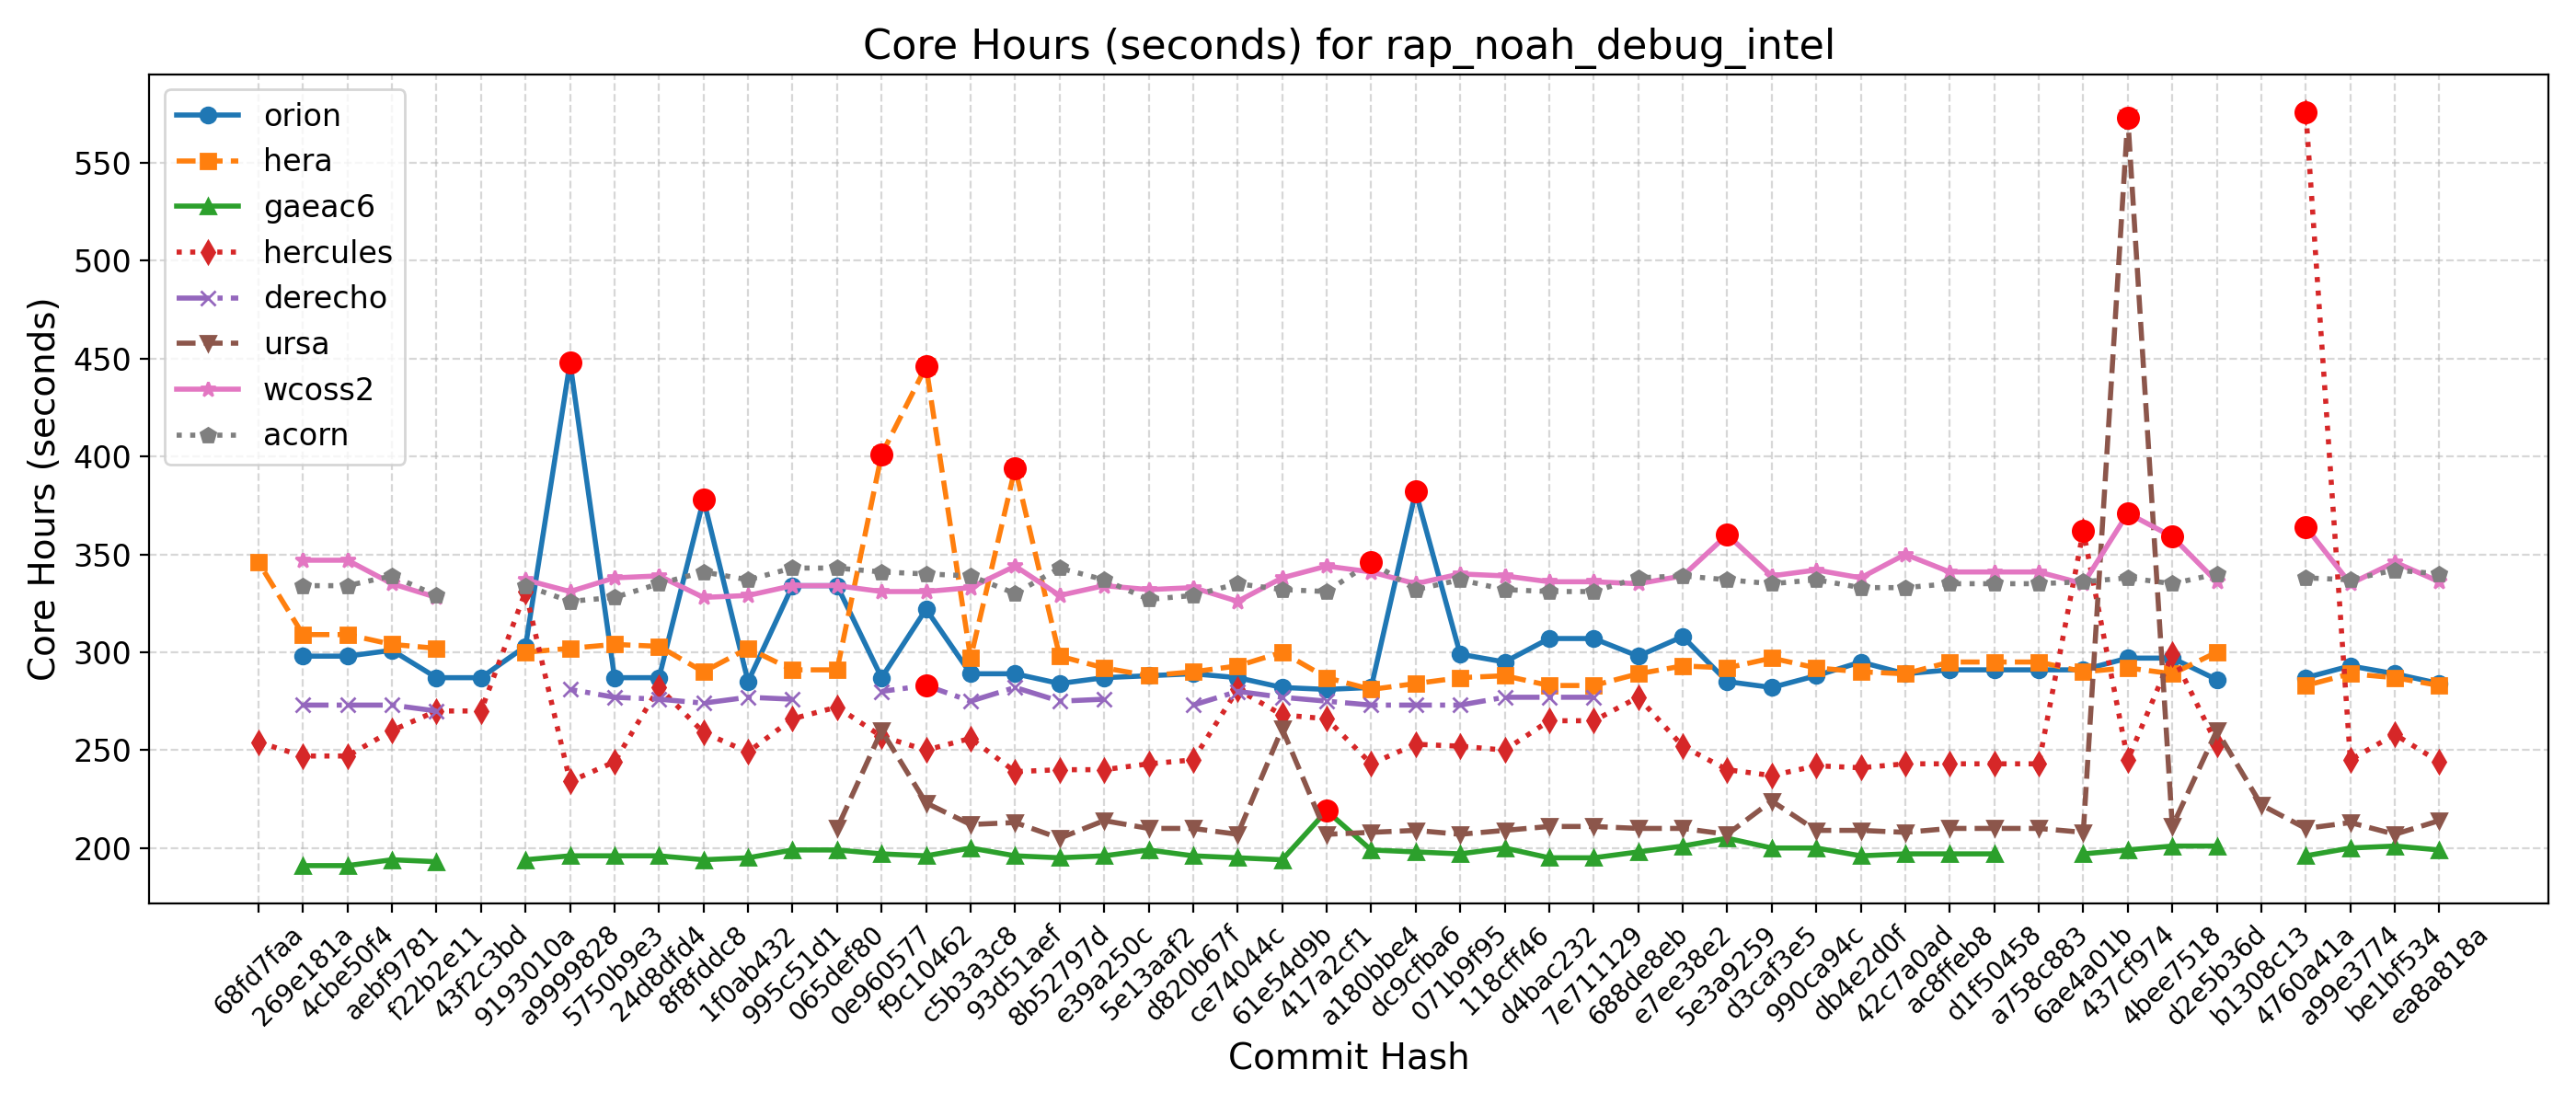 Core Hours (seconds) for rap_noah_debug_intel
orion
hera
gaeac6
hercules
derecho
ursa
wcoss2
acorn
Core Hours (seconds)
550
500
450
400
350
300
250
200
68fd7faa
269e181a
4cbe50f4
aebf9781
f22b2e11
43f2c3bd
9193010a
a9999828
5750b9e3
24d8dfd4
8f8fddc8
1f0ab432
995c51d1
065def80
0e960577
f9c10462
c5b3a3c8
93d51aef
8b52797d
e39a250c
5e13aaf2
d820b67f
ce74044c
61e54d9b
417a2cf1
a180bbe4
dc9cfba6
071b9f95
118cff46
d4bac232
7e711129
688de8eb
e7ee38e2
5e3a9259
d3caf3e5
990ca94c
db4e2d0f
42c7a0ad
ac8ffeb8
d1f50458
a758c883
6ae4a01b
437cf974
4bee7518
d2e5b36d
b1308c13
4760a41a
a99e3774
be1bf534
ea8a818a
Commit Hash